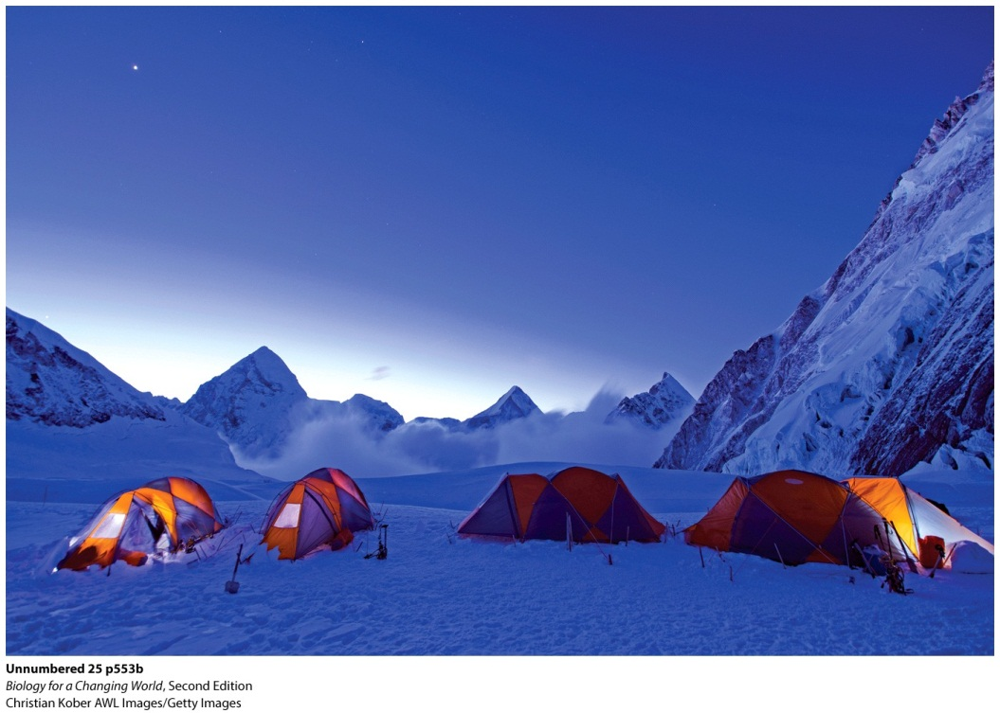 Unnumbered 25 p553b
Biology for a Changing World, Second Edition
Christian Kober AWL Images/Getty Images